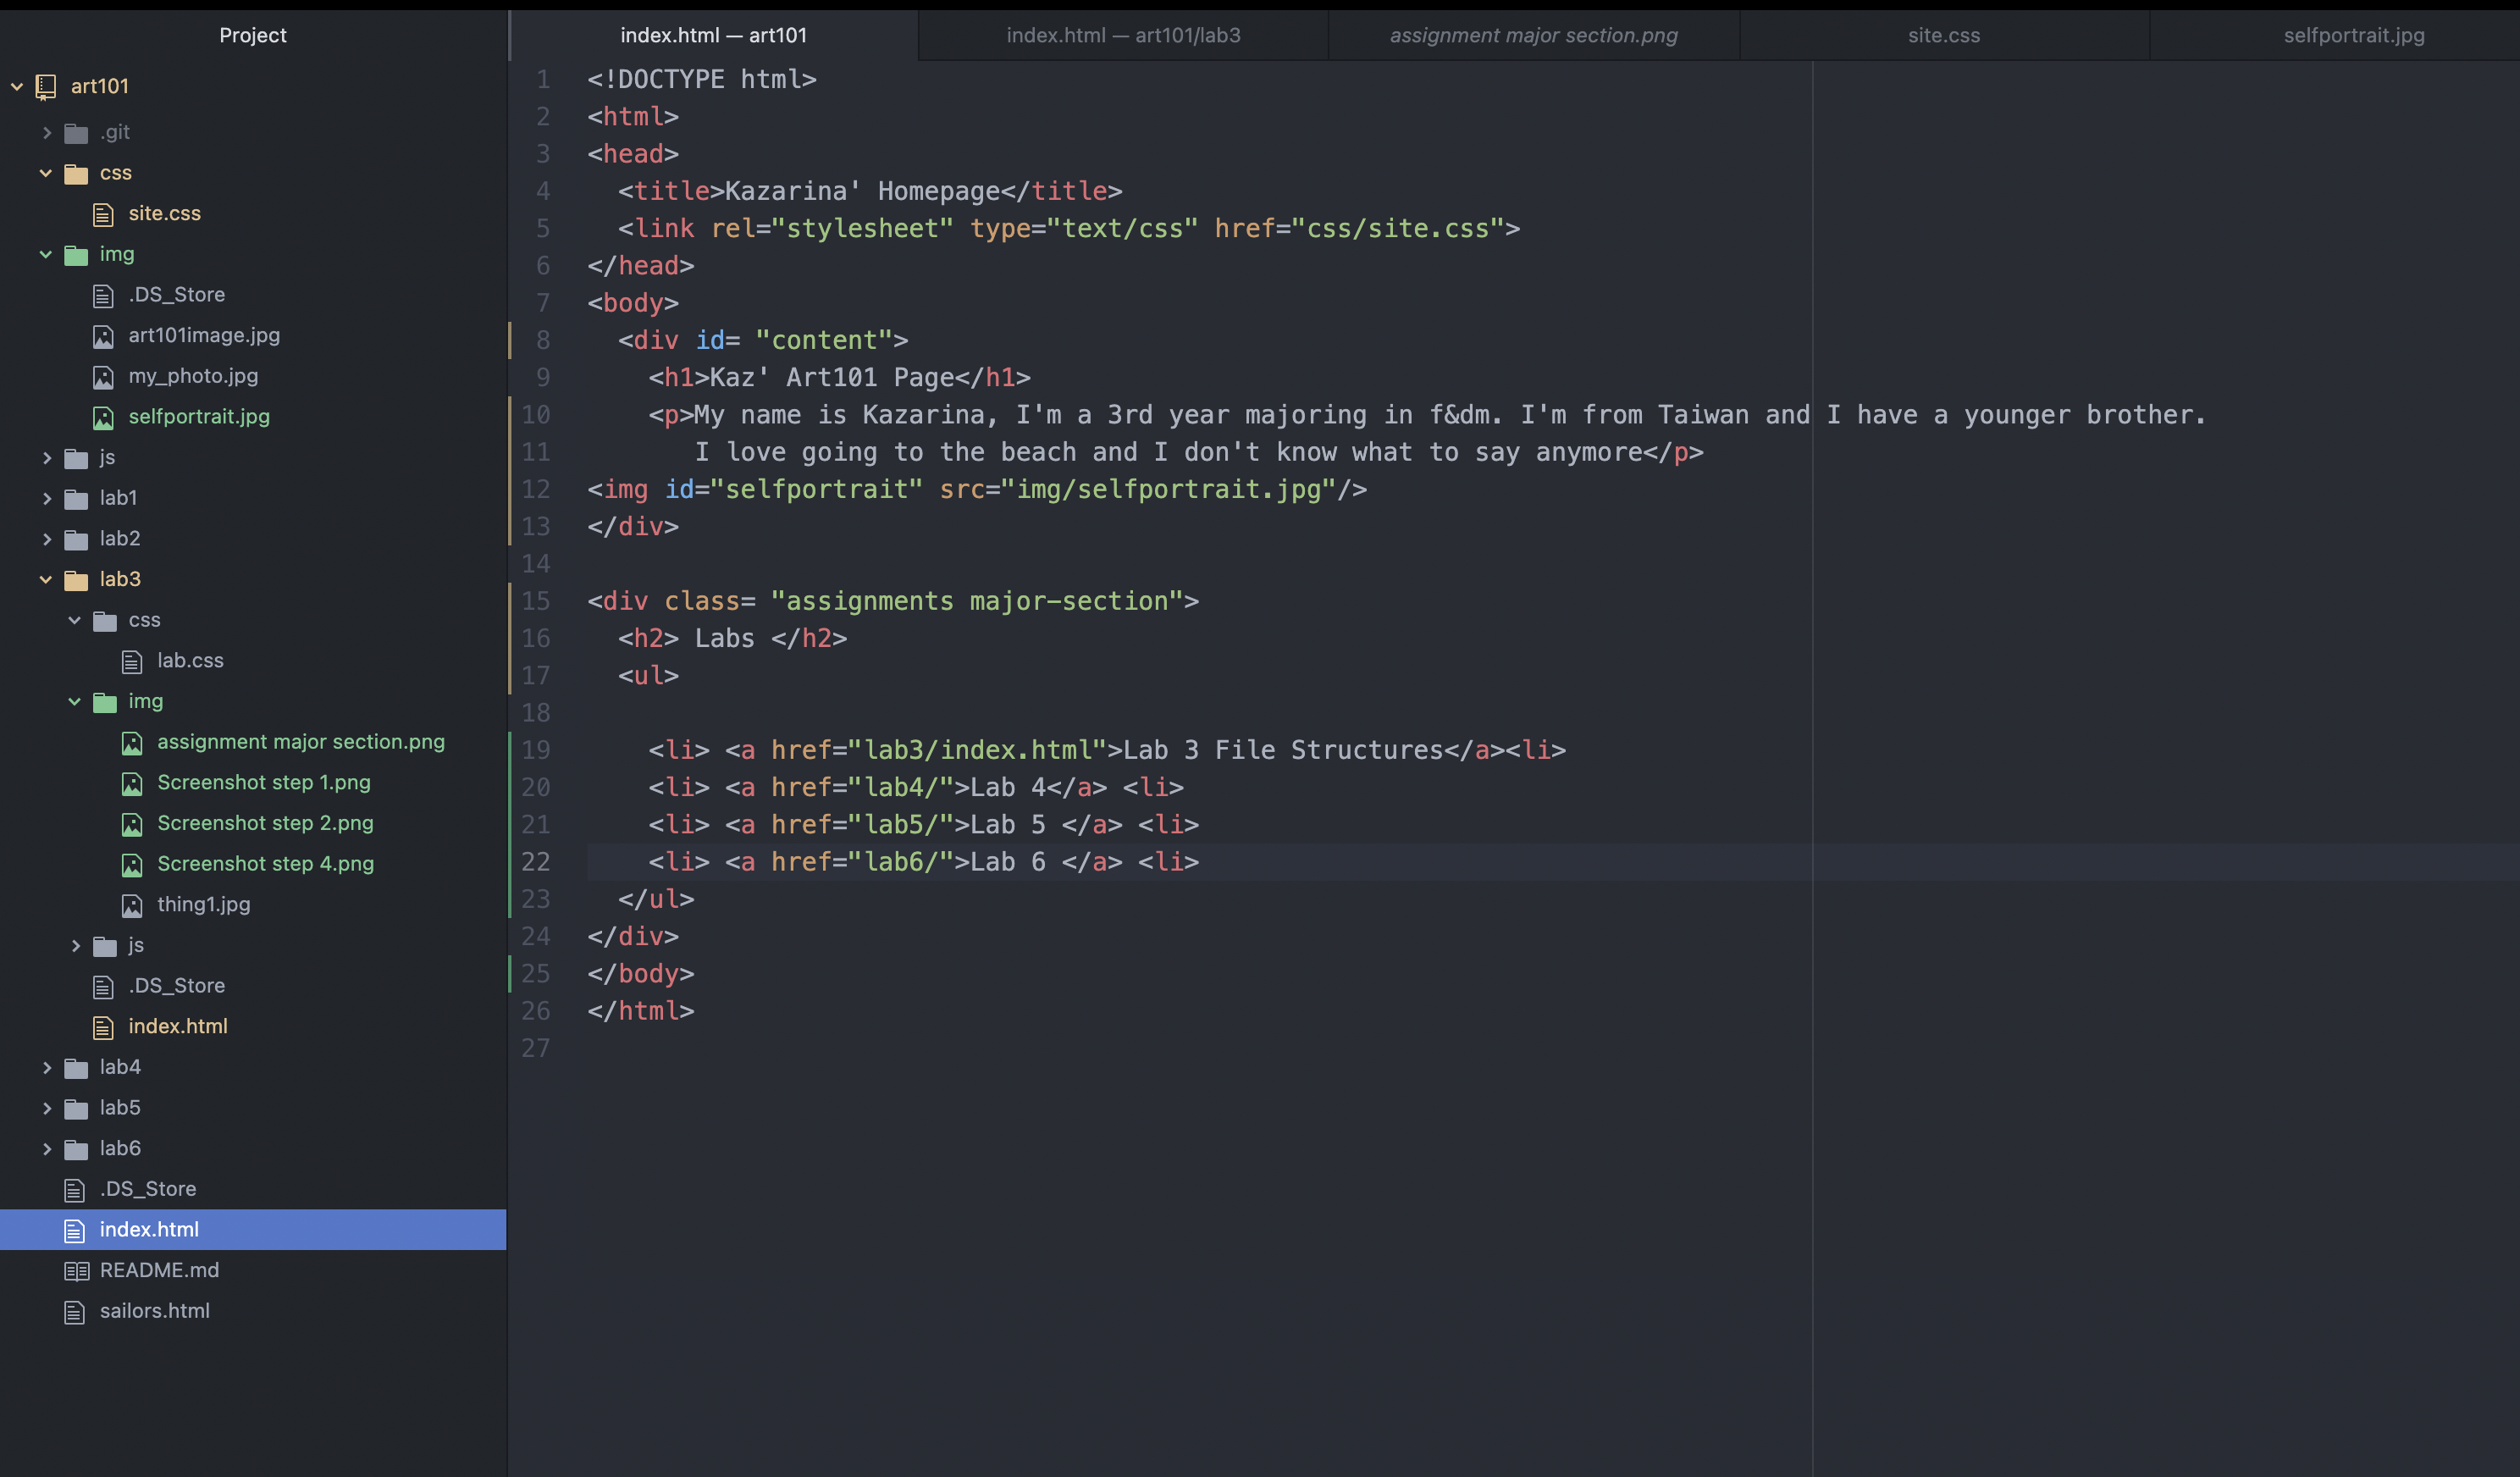 Project
art101
.git
css
site.css
img
.DS_Store
art101image.jpg
my_photo.jpg
selfportrait.jpg
js
lab1
lab2
lab3
css
lab.css
img
assignment major section.png
Screenshot step 1.png
Screenshot step 2.png
Screenshot step 4.png
thing1.jpg
js
.DS_Store
index.html
lab4
lab5
lab6
.DS_Store
index.html
README.md
sailors.html
index.html — art101
index.html — art101/lab3
assignment major section.png
site.css
selfportrait.jpg
1 <!DOCTYPE html>
2 <html>
3 <head>
4   <title>Kazarina' Homepage</title>
5   <link rel="stylesheet" type="text/css" href="css/site.css">
6 </head>
7 <body>
8   <div id= "content">
9     <h1>Kaz' Art101 Page</h1>
10     <p>My name is Kazarina, I'm a 3rd year majoring in f&dm. I'm from Taiwan and I have a younger brother.
11        I love going to the beach and I don't know what to say anymore</p>
12 <img id="selfportrait" src="img/selfportrait.jpg"/>
13 </div>
14
15 <div class= "assignments major-section">
16   <h2> Labs </h2>
17   <ul>
18
19     <li> <a href="lab3/index.html">Lab 3 File Structures</a><li>
20     <li> <a href="lab4/">Lab 4</a> <li>
21     <li> <a href="lab5/">Lab 5 </a> <li>
22     <li> <a href="lab6/">Lab 6 </a> <li>
23   </ul>
24 </div>
25 </body>
26 </html>
27